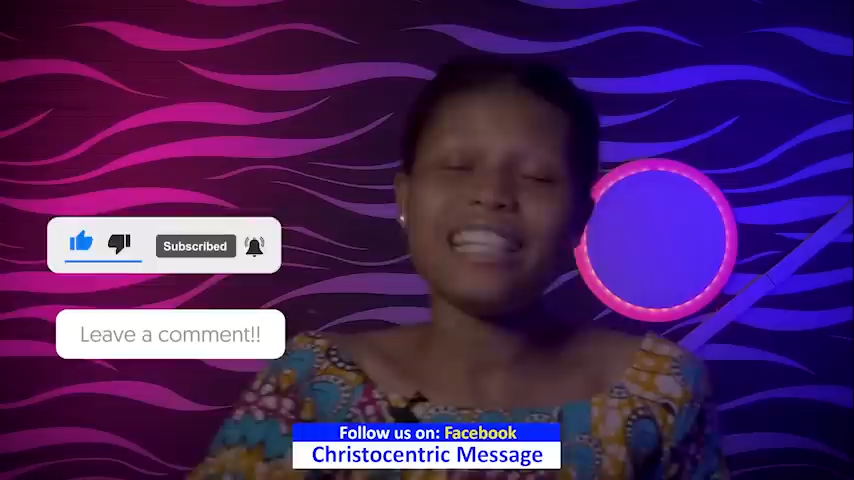 Subscribed
Leave a comment!!
Follow us on: Facebook
Christocentric Message